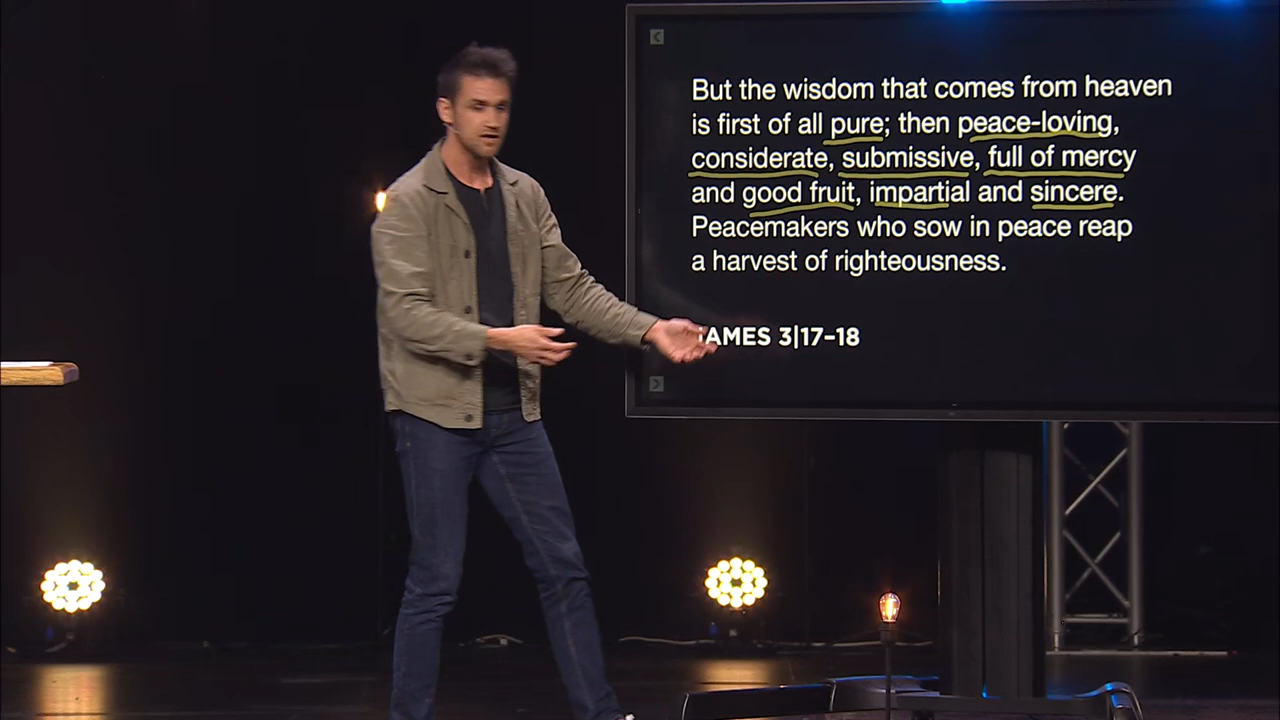 But the wisdom that comes from heaven
is first of all pure; then peace-loving,
considerate, submissive, full of mercy
and good fruit, impartial and sincere.
Peacemakers who sow in peace reap
a harvest of righteousness.
JAMES 3|17–18